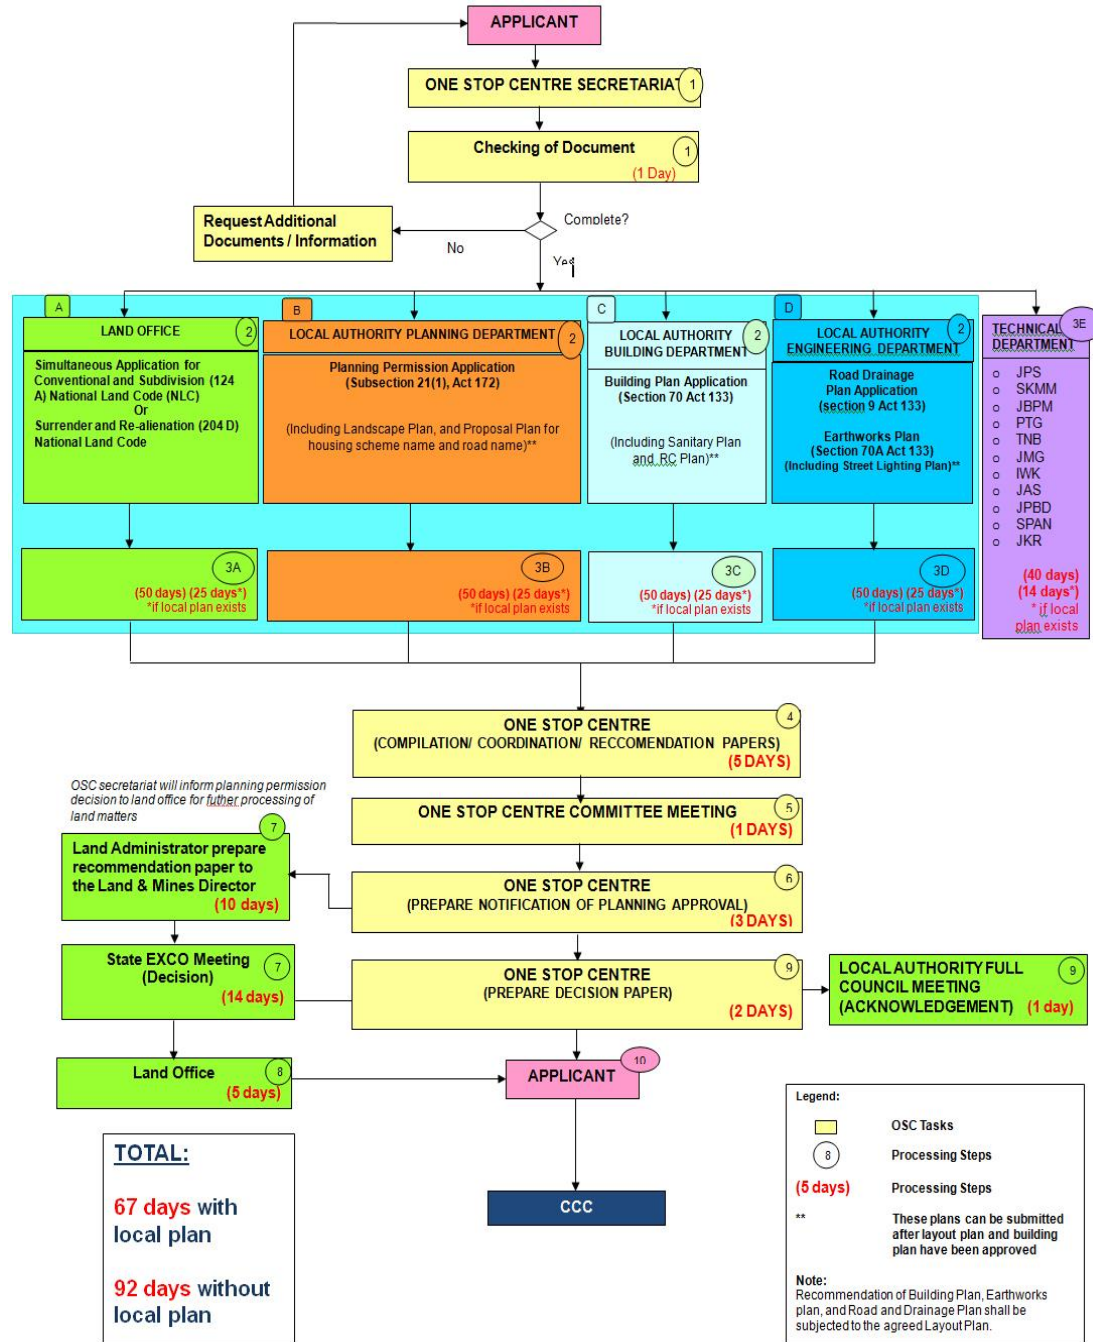 APPLICANT
ONE STOP CENTRE SECRETARIAT
1
Checking of Document
1
(1 Day)
Complete?
Request Additional
Documents / Information
No
Yes
A
LAND OFFICE
2
Simultaneous Application for
Conventional and Subdivision (124
A) National Land Code (NLC)
Or
Surrender and Re-alienation (204 D)
National Land Code
B
LOCAL AUTHORITY PLANNING DEPARTMENT
2
Planning Permission Application
(Subsection 21(1), Act 172)
(Including Landscape Plan, and Proposal Plan for
housing scheme name and road name)**
C
LOCAL AUTHORITY
BUILDING DEPARTMENT
2
Building Plan Application
(Section 70 Act 133)
(Including Sanitary Plan
and RC Plan)**
D
LOCAL AUTHORITY
ENGINEERING DEPARTMENT
2
Road Drainage
Plan Application
(section 9 Act 133)
Earthworks Plan
(Section 70A Act 133)
(Including Street Lighting Plan)**
TECHNICAL
DEPARTMENT
3E
o JPS
o SKMM
o JBPM
o PTG
o TNB
o JMG
o IWK
o JAS
o JPBD
o SPAN
o JKR
(40 days)
(14 days*)
* if local
plan exists
3A
(50 days) (25 days*)
*if local plan exists
3B
(50 days) (25 days*)
*if local plan exists
3C
(50 days) (25 days*)
*if local plan exists
3D
(50 days) (25 days*)
*if local plan exists
ONE STOP CENTRE
4
(COMPILATION/ COORDINATION/ RECCOMENDATION PAPERS)
(5 DAYS)
OSC secretariat will inform planning permission
decision to land office for futher processing of
land matters
ONE STOP CENTRE COMMITTEE MEETING
5
(1 DAYS)
7
Land Administrator prepare
recommendation paper to
the Land & Mines Director
(10 days)
ONE STOP CENTRE
6
(PREPARE NOTIFICATION OF PLANNING APPROVAL)
(3 DAYS)
State EXCO Meeting
(Decision)
7
(14 days)
ONE STOP CENTRE
9
(PREPARE DECISION PAPER)
(2 DAYS)
LOCAL AUTHORITY FULL
COUNCIL MEETING
(ACKNOWLEDGEMENT) (1 day)
9
Land Office
8
(5 days)
APPLICANT
10
CCC
TOTAL:
67 days with
local plan
92 days without
local plan
Legend:
OSC Tasks
8
Processing Steps
(5 days)
Processing Steps
**
These plans can be submitted
after layout plan and building
plan have been approved
Note:
Recommendation of Building Plan, Earthworks
plan, and Road and Drainage Plan shall be
subjected to the agreed Layout Plan.